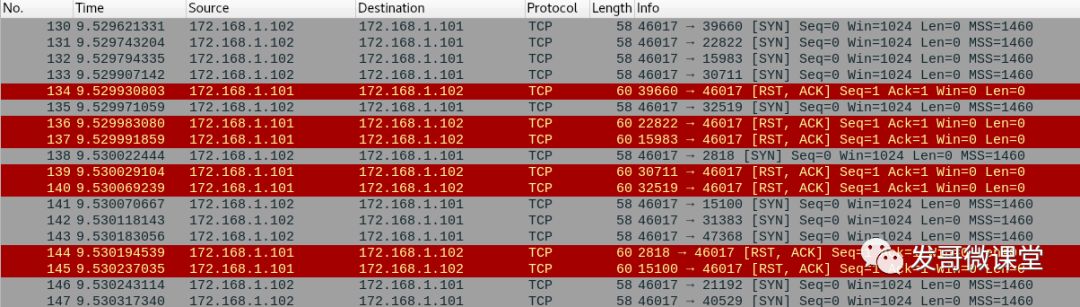 No. Time Source Destination Protocol Length Info
130 9.529621331 172.168.1.102 172.168.1.101 TCP 58 46017 → 39660 [SYN] Seq=0 Win=1024 Len=0 MSS=1460
131 9.529743204 172.168.1.102 172.168.1.101 TCP 58 46017 → 22822 [SYN] Seq=0 Win=1024 Len=0 MSS=1460
132 9.529794335 172.168.1.102 172.168.1.101 TCP 58 46017 → 15983 [SYN] Seq=0 Win=1024 Len=0 MSS=1460
133 9.529907142 172.168.1.102 172.168.1.101 TCP 58 46017 → 30711 [SYN] Seq=0 Win=1024 Len=0 MSS=1460
134 9.529930803 172.168.1.101 172.168.1.102 TCP 60 39660 → 46017 [RST, ACK] Seq=1 Ack=1 Win=0 Len=0
135 9.529971059 172.168.1.102 172.168.1.101 TCP 58 46017 → 32519 [SYN] Seq=0 Win=1024 Len=0 MSS=1460
136 9.529983080 172.168.1.101 172.168.1.102 TCP 60 22822 → 46017 [RST, ACK] Seq=1 Ack=1 Win=0 Len=0
137 9.529991859 172.168.1.101 172.168.1.102 TCP 60 15983 → 46017 [RST, ACK] Seq=1 Ack=1 Win=0 Len=0
138 9.530022444 172.168.1.102 172.168.1.101 TCP 58 46017 → 2818 [SYN] Seq=0 Win=1024 Len=0 MSS=1460
139 9.530029104 172.168.1.101 172.168.1.102 TCP 60 30711 → 46017 [RST, ACK] Seq=1 Ack=1 Win=0 Len=0
140 9.530069239 172.168.1.101 172.168.1.102 TCP 60 32519 → 46017 [RST, ACK] Seq=1 Ack=1 Win=0 Len=0
141 9.530070667 172.168.1.102 172.168.1.101 TCP 58 46017 → 15100 [SYN] Seq=0 Win=1024 Len=0 MSS=1460
142 9.530118143 172.168.1.102 172.168.1.101 TCP 58 46017 → 31383 [SYN] Seq=0 Win=1024 Len=0 MSS=1460
143 9.530183056 172.168.1.102 172.168.1.101 TCP 58 46017 → 47368 [SYN] Seq=0 Win=1024 Len=0 MSS=1460
144 9.530194539 172.168.1.101 172.168.1.102 TCP 60 2818 → 46017 [RST, ACK] Seq=1 Ack=1 Win=0 Len=0
145 9.530237035 172.168.1.101 172.168.1.102 TCP 60 15100 → 46017 [RST, ACK] Seq=1 Ack=1 Win=0 Len=0
146 9.530243114 172.168.1.102 172.168.1.101 TCP 58 46017 → 21192 [SYN] Seq=0 Win=1024 Len=0 MSS=1460
147 9.530317340 172.168.1.102 172.168.1.101 TCP 58 46017 → 40529 [SYN] Seq=0 Win=1024 Len=0 MSS=1460
发哥微课堂